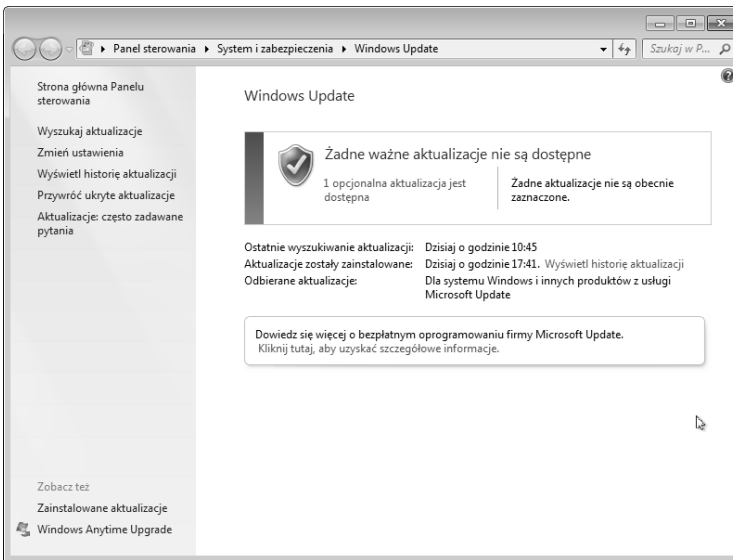 Panel sterowania ▸ System i zabezpieczenia ▸ Windows Update
Szukaj w P...
Strona główna Panelu
sterowania
Wyszukaj aktualizacje
Zmień ustawienia
Wyświetl historię aktualizacji
Przywróć ukryte aktualizacje
Aktualizacje: często zadawane
pytania
Windows Update
Żadne ważne aktualizacje nie są dostępne
1 opcjonalna aktualizacja jest
dostępna
Żadne aktualizacje nie są obecnie
zaznaczone.
Ostatnie wyszukiwanie aktualizacji: Dzisiaj o godzinie 10:45
Aktualizacje zostały zainstalowane: Dzisiaj o godzinie 17:41. Wyświetl historię aktualizacji
Odbierane aktualizacje: Dla systemu Windows i innych produktów z usługi
Microsoft Update
Dowiedz się więcej o bezpłatnym oprogramowaniu firmy Microsoft Update.
Kliknij tutaj, aby uzyskać szczegółowe informacje.
Zobacz też
Zainstalowane aktualizacje
Windows Anytime Upgrade